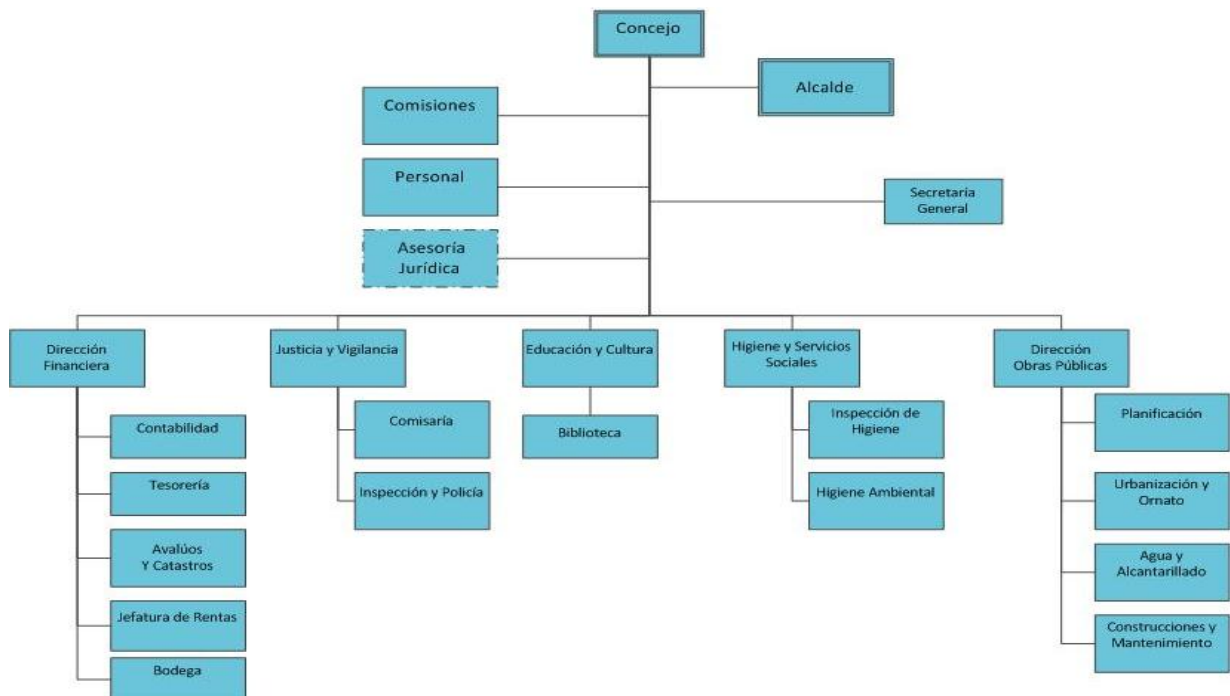 Concejo
Alcalde
Comisiones
Personal
Secretaría
General
Asesoría
Jurídica
Dirección
Financiera
Justicia y Vigilancia
Educación y Cultura
Higiene y Servicios
Sociales
Dirección
Obras Públicas
Contabilidad
Tesorería
Avalúos
Y Catastros
Jefatura de Rentas
Bodega
Comisaría
Inspección y Policía
Biblioteca
Inspección de
Higiene
Higiene Ambiental
Planificación
Urbanización y
Ornato
Agua y
Alcantarillado
Construcciones y
Mantenimiento